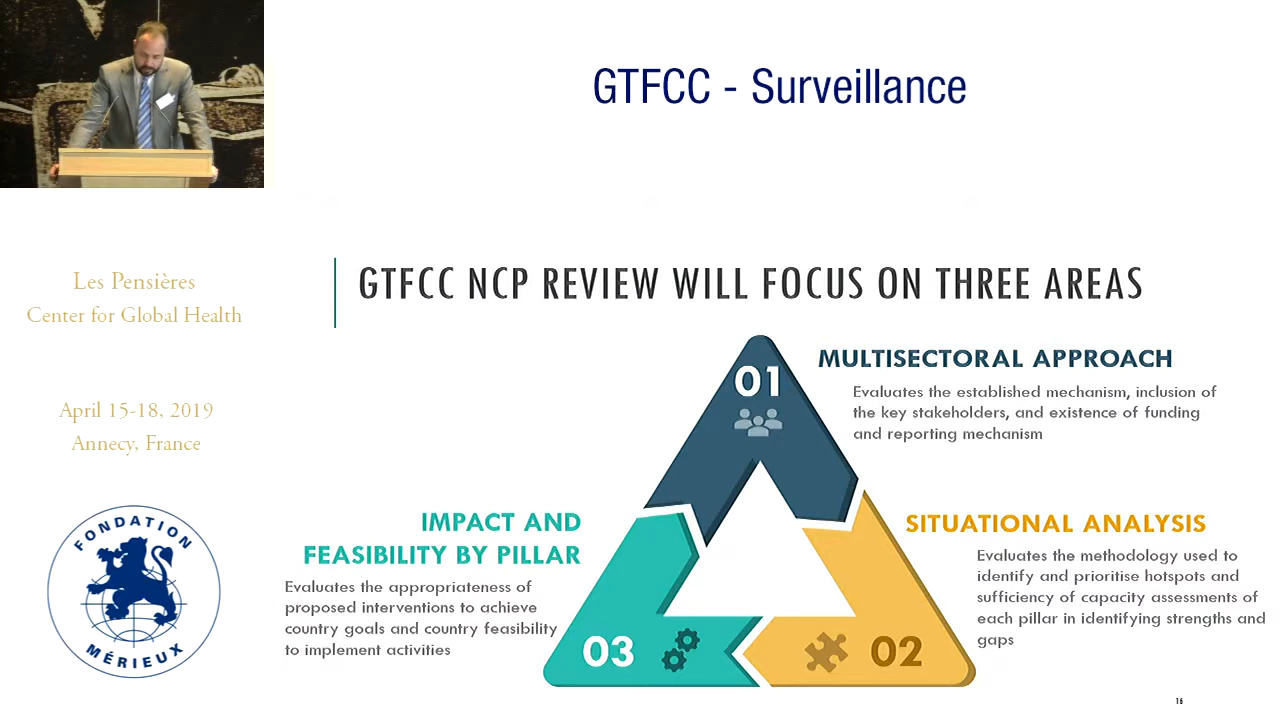 GTFCC - Surveillance
Les Pensières
Center for Global Health
April 15-18, 2019
Annecy, France
FONDATION
MÉRIEUX
GTFCC NCP REVIEW WILL FOCUS ON THREE AREAS
01
MULTISECTORAL APPROACH
Evaluates the established mechanism, inclusion of
the key stakeholders, and existence of funding
and reporting mechanism
SITUATIONAL ANALYSIS
Evaluates the methodology used to
identify and prioritise hotspots and
sufficiency of capacity assessments of
each pillar in identifying strengths and
gaps
02
IMPACT AND
FEASIBILITY BY PILLAR
Evaluates the appropriateness of
proposed interventions to achieve
country goals and country feasibility
to implement activities
03
16